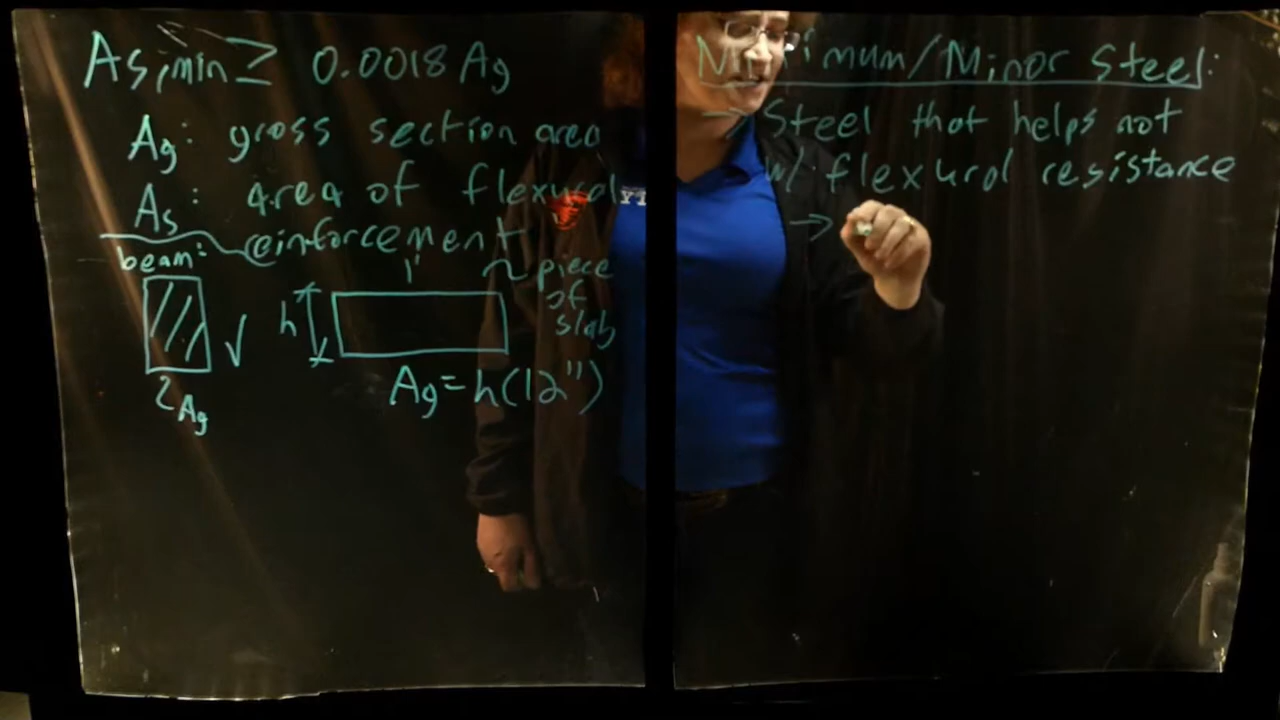 As,min ≥ 0.0018 Ag
Ag: gross section area
As: area of flexural
reinforcement
beam:
1'
~ piece
of
slab
h
✓
Ag = h(12")
Ag
Minimum/Minor Steel:
→ Steel that helps not
w/ flexural resistance
→